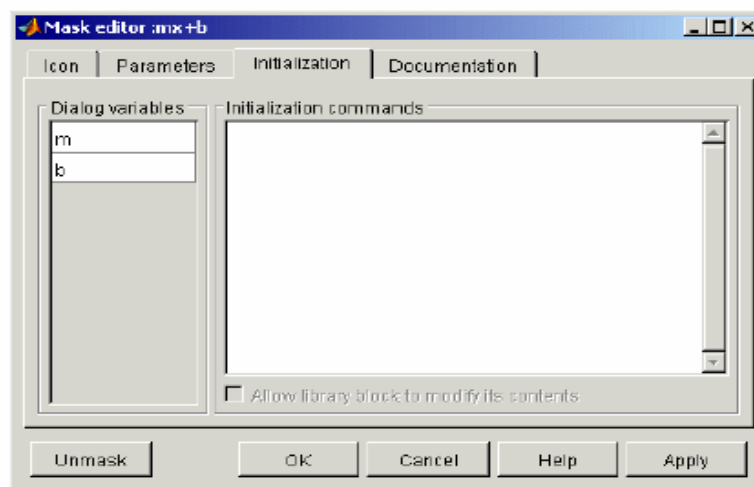 Mask editor :mx+b
Icon Parameters Initialization Documentation
Dialog variables Initialization commands
m
b
Allow library block to modify its contents
Unmask OK Cancel Help Apply